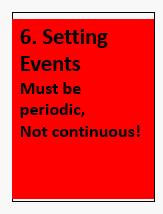 6. Setting
Events
Must be
periodic,
Not continuous!